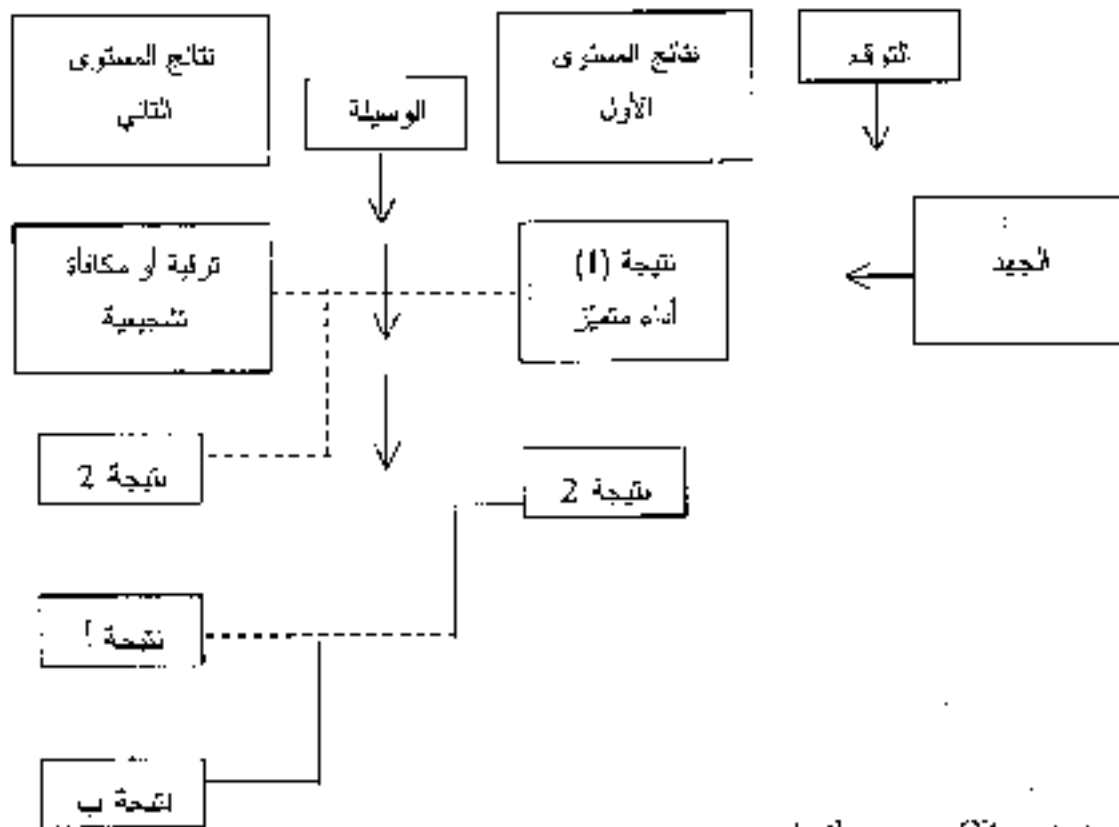 التوقع
نتائج المستوى
الأول
الوسيلة
نتائج المستوى
الثاني
الجهد
نتيجة (1)
أداء متميّز
ترقية أو مكافأة
تشجيعية
نتيجة 2
نتيجة 2
نتيجة أ
نتيجة ب